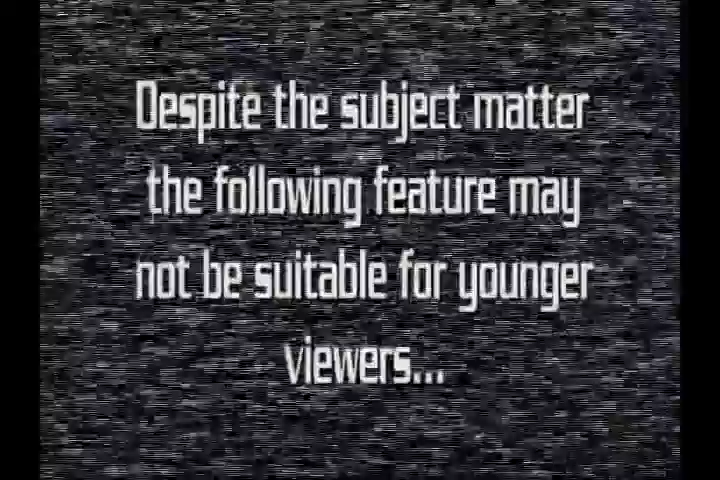 Despite the subject matter
the following feature may
not be suitable for younger
viewers...